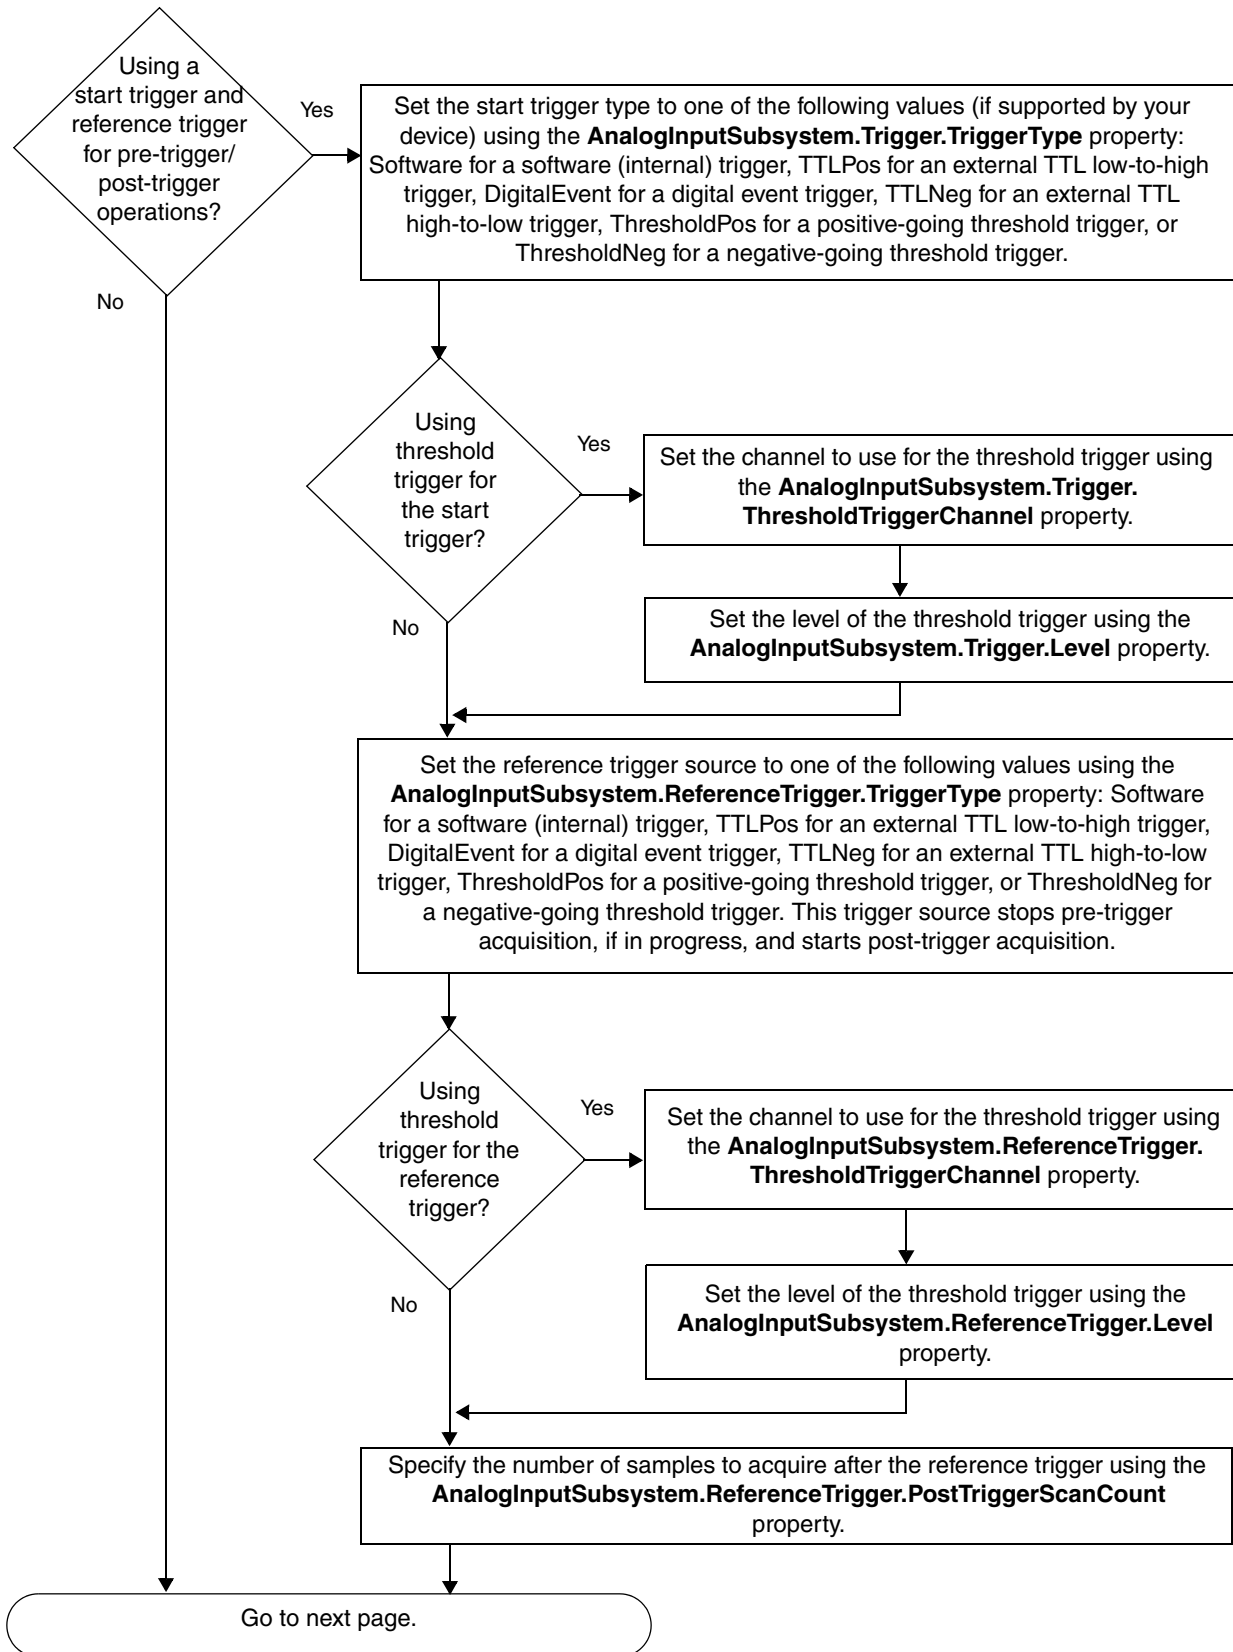 Using a
start trigger and
reference trigger
for pre-trigger/
post-trigger
operations?
Yes
No
Set the start trigger type to one of the following values (if supported by your
device) using the AnalogInputSubsystem.Trigger.TriggerType property:
Software for a software (internal) trigger, TTLPos for an external TTL low-to-high
trigger, DigitalEvent for a digital event trigger, TTLNeg for an external TTL
high-to-low trigger, ThresholdPos for a positive-going threshold trigger, or
ThresholdNeg for a negative-going threshold trigger.
Using
threshold
trigger for
the start
trigger?
Yes
No
Set the channel to use for the threshold trigger using
the AnalogInputSubsystem.Trigger.
ThresholdTriggerChannel property.
Set the level of the threshold trigger using the
AnalogInputSubsystem.Trigger.Level property.
Set the reference trigger source to one of the following values using the
AnalogInputSubsystem.ReferenceTrigger.TriggerType property: Software
for a software (internal) trigger, TTLPos for an external TTL low-to-high trigger,
DigitalEvent for a digital event trigger, TTLNeg for an external TTL high-to-low
trigger, ThresholdPos for a positive-going threshold trigger, or ThresholdNeg for
a negative-going threshold trigger. This trigger source stops pre-trigger
acquisition, if in progress, and starts post-trigger acquisition.
Using
threshold
trigger for the
reference
trigger?
Yes
No
Set the channel to use for the threshold trigger using
the AnalogInputSubsystem.ReferenceTrigger.
ThresholdTriggerChannel property.
Set the level of the threshold trigger using the
AnalogInputSubsystem.ReferenceTrigger.Level
property.
Specify the number of samples to acquire after the reference trigger using the
AnalogInputSubsystem.ReferenceTrigger.PostTriggerScanCount
property.
Go to next page.